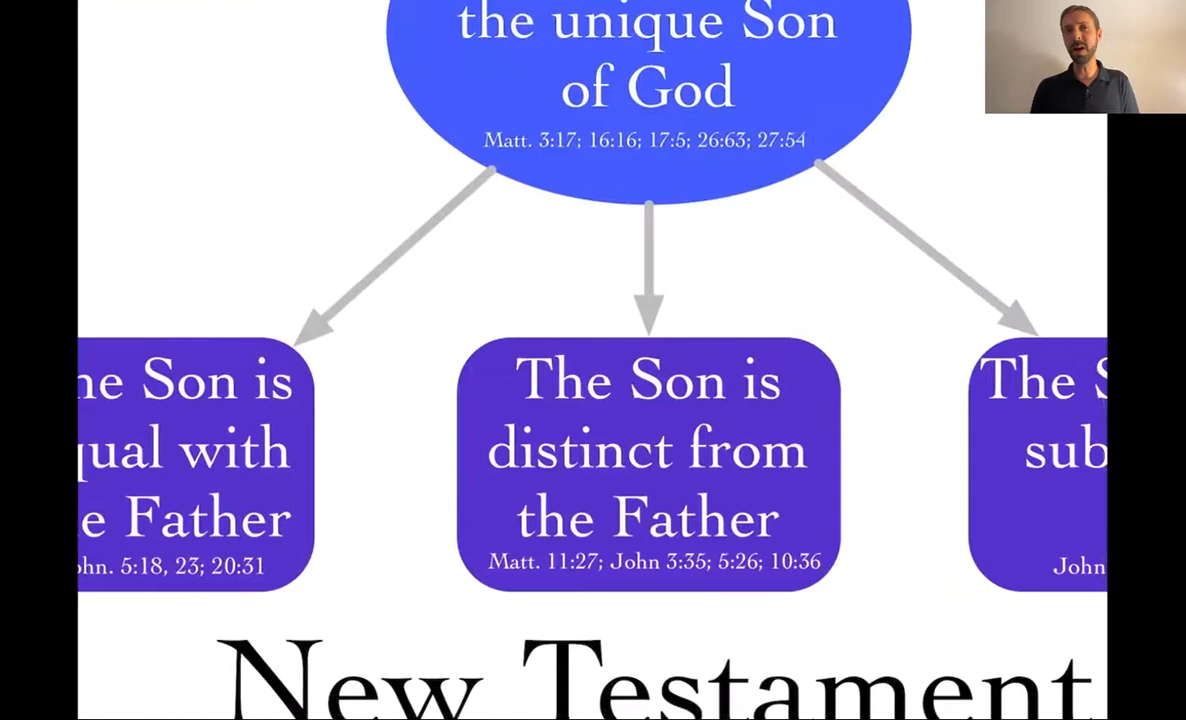 the unique Son
of God
Matt. 3:17; 16:16; 17:5; 26:63; 27:54
he Son is
qual with
e Father
ohn. 5:18, 23; 20:31
The Son is
distinct from
the Father
Matt. 11:27; John 3:35; 5:26; 10:36
The S
sub
John
New Testament